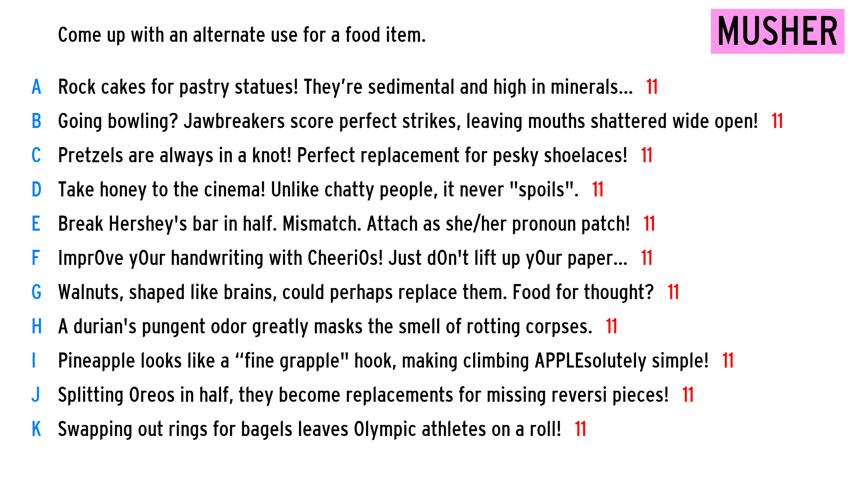 Come up with an alternate use for a food item.
MUSHER
A Rock cakes for pastry statues! They're sedimental and high in minerals... 11
B Going bowling? Jawbreakers score perfect strikes, leaving mouths shattered wide open! 11
C Pretzels are always in a knot! Perfect replacement for pesky shoelaces! 11
D Take honey to the cinema! Unlike chatty people, it never "spoils". 11
E Break Hershey's bar in half. Mismatch. Attach as she/her pronoun patch! 11
F ImprOve yOur handwriting with CheeriOs! Just dOn't lift up yOur paper... 11
G Walnuts, shaped like brains, could perhaps replace them. Food for thought? 11
H A durian's pungent odor greatly masks the smell of rotting corpses. 11
I Pineapple looks like a “fine grapple" hook, making climbing APPLEsolutely simple! 11
J Splitting Oreos in half, they become replacements for missing reversi pieces! 11
K Swapping out rings for bagels leaves Olympic athletes on a roll! 11